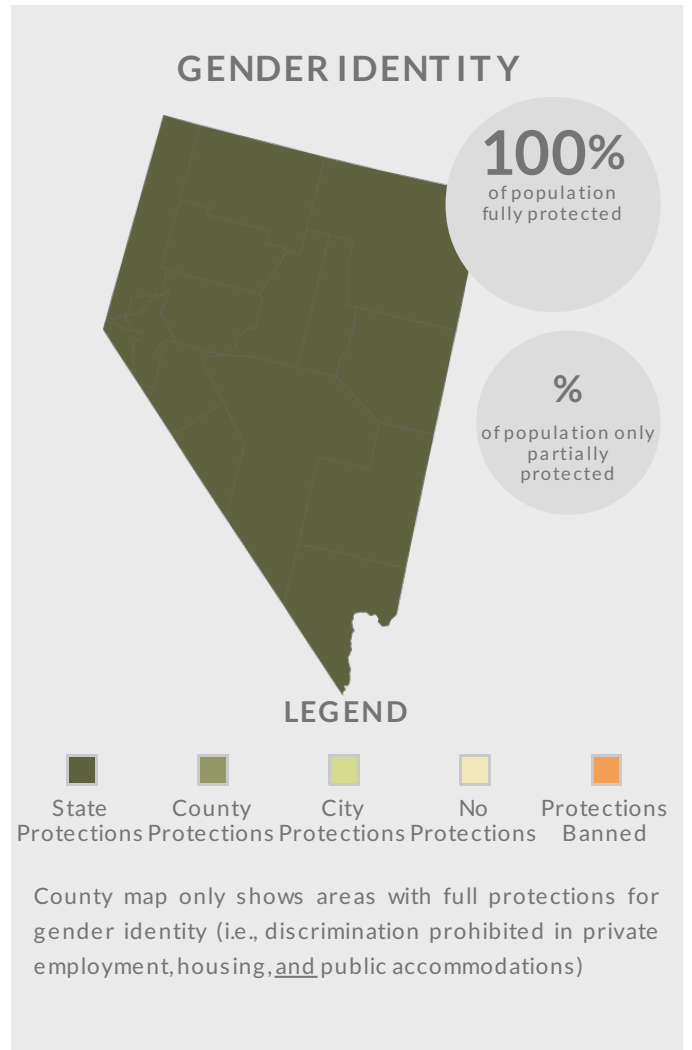 GENDER IDENTITY
100%
of population
fully protected
%
of population only
partially
protected
LEGEND
State
Protections
County
Protections
City
Protections
No
Protections
Protections
Banned
County map only shows areas with full protections for
gender identity (i.e., discrimination prohibited in private
employment, housing, and public accommodations)